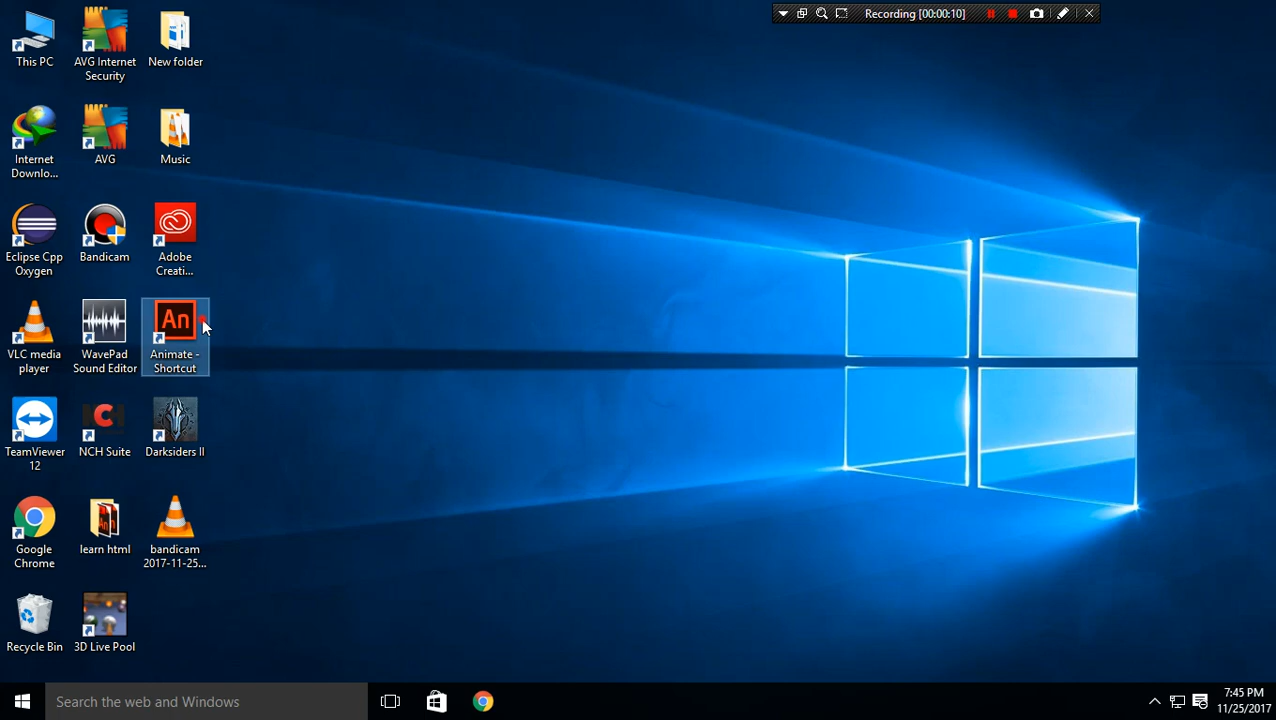 Recording [00:00:10]
This PC
AVG Internet
Security
New folder
Internet
Downlo...
AVG
Music
Eclipse Cpp
Oxygen
Bandicam
Adobe
Creati...
VLC media
player
WavePad
Sound Editor
An
Animate -
Shortcut
TeamViewer
12
C
NCH Suite
Darksiders II
Google
Chrome
An
learn html
bandicam
2017-11-25...
Recycle Bin
3D Live Pool
Search the web and Windows
7:45 PM
11/25/2017